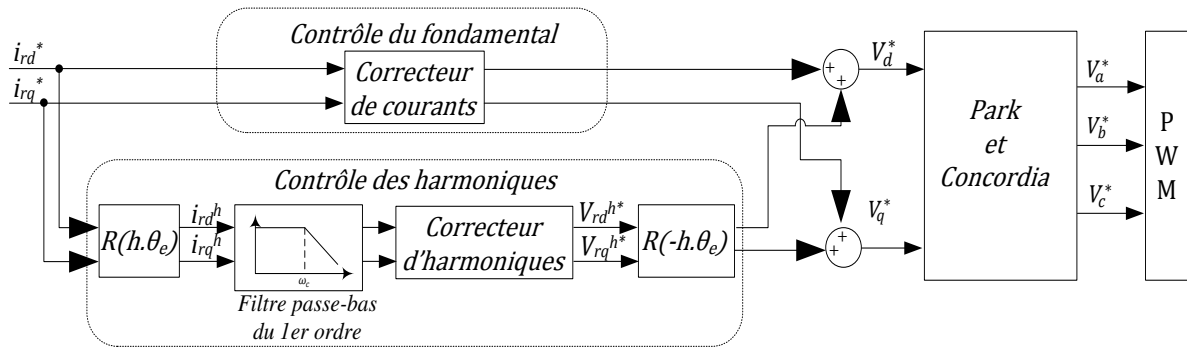 Contrôle du fondamental
i_rd^*
i_rq^*
Correcteur
de courants
+
+
V_d^*
Park
et
Concordia
V_a^*
V_b^*
V_c^*
P
W
M
Contrôle des harmoniques
R(h.θ_e)
i_rd^h
i_rq^h
ω_c
Filtre passe-bas
du 1er ordre
Correcteur
d'harmoniques
V_rd^h*
V_rq^h*
R(-h.θ_e)
+
+
V_q^*